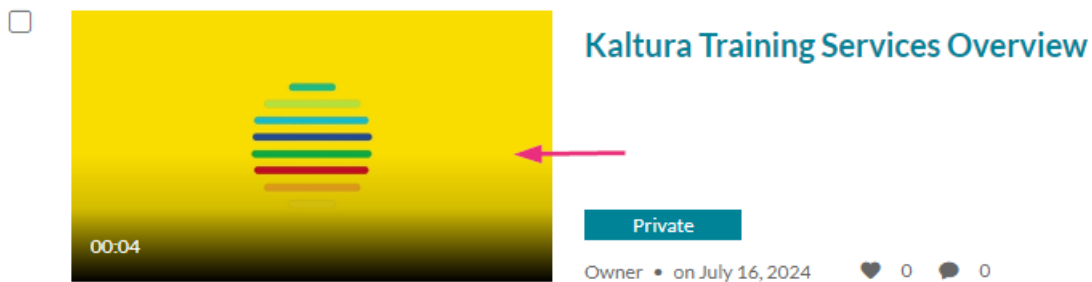 Kaltura Training Services Overview
Private
00:04
Owner • on July 16, 2024 0 0